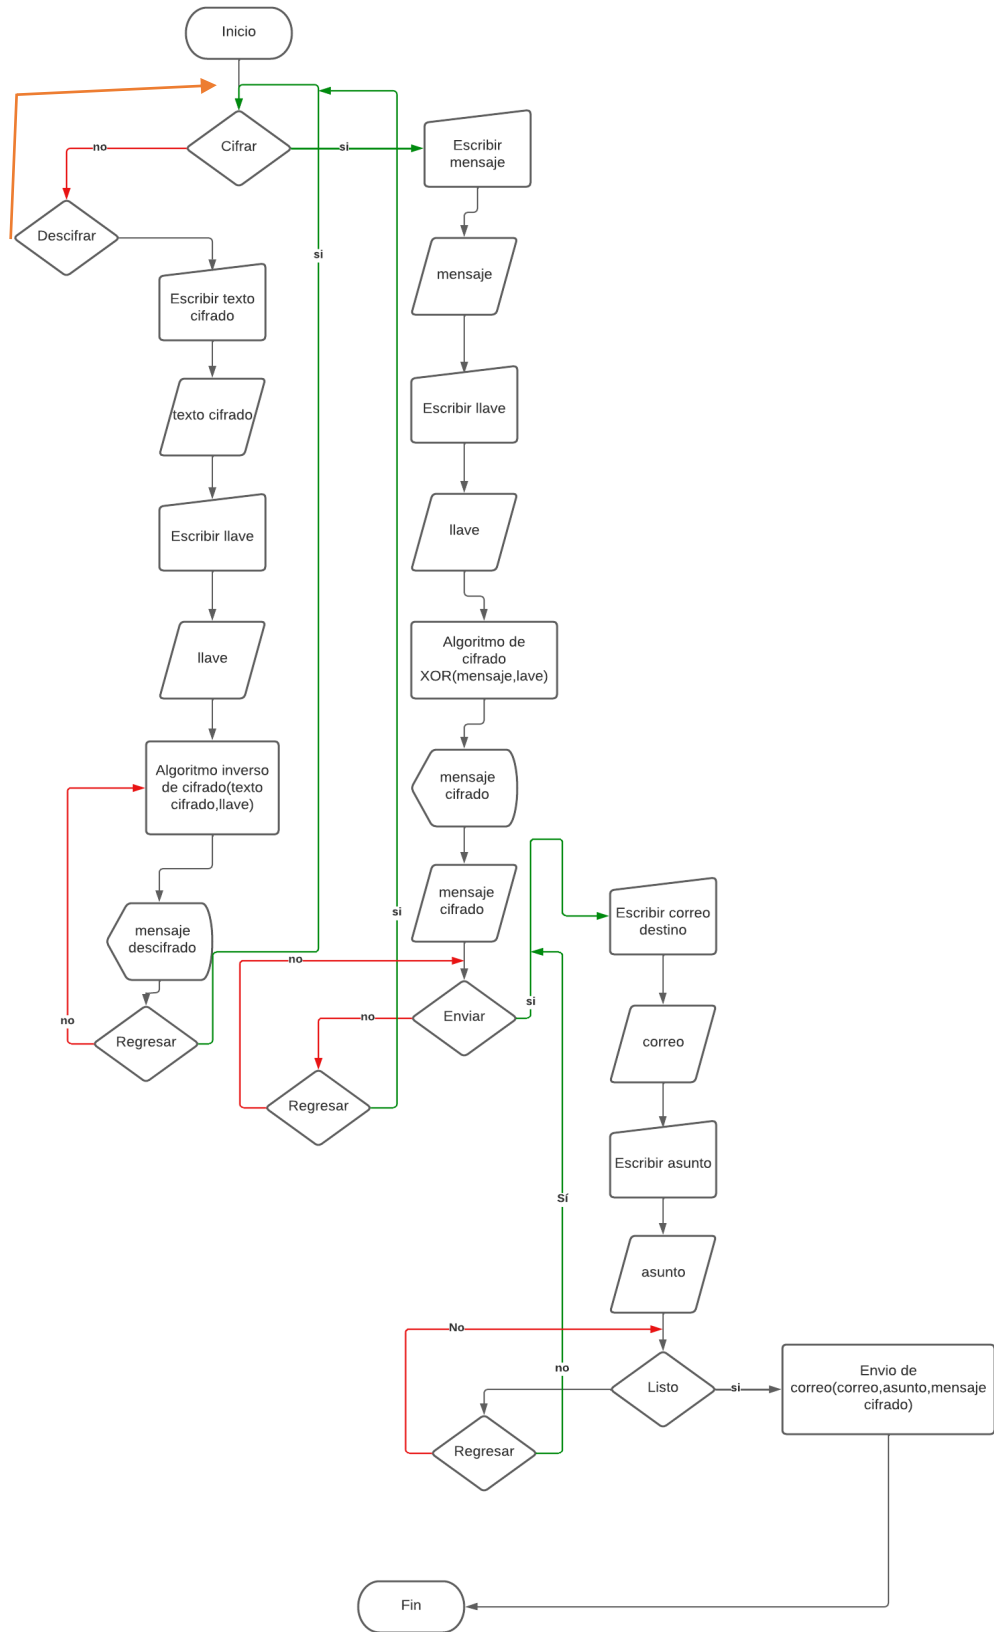 Inicio
Cifrar
no
si
Escribir
mensaje
Descifrar
si
mensaje
Escribir texto
cifrado
texto cifrado
Escribir llave
Escribir llave
llave
llave
Algoritmo de
cifrado
XOR(mensaje,lave)
Algoritmo inverso
de cifrado(texto
cifrado,llave)
mensaje
cifrado
mensaje
descifrado
mensaje
cifrado
si
Escribir correo
destino
no
no
Regresar
no
Enviar
si
correo
Regresar
Escribir asunto
Sí
asunto
No
no
Listo
si
Envio de
correo(correo,asunto,mensaje
cifrado)
Regresar
Fin